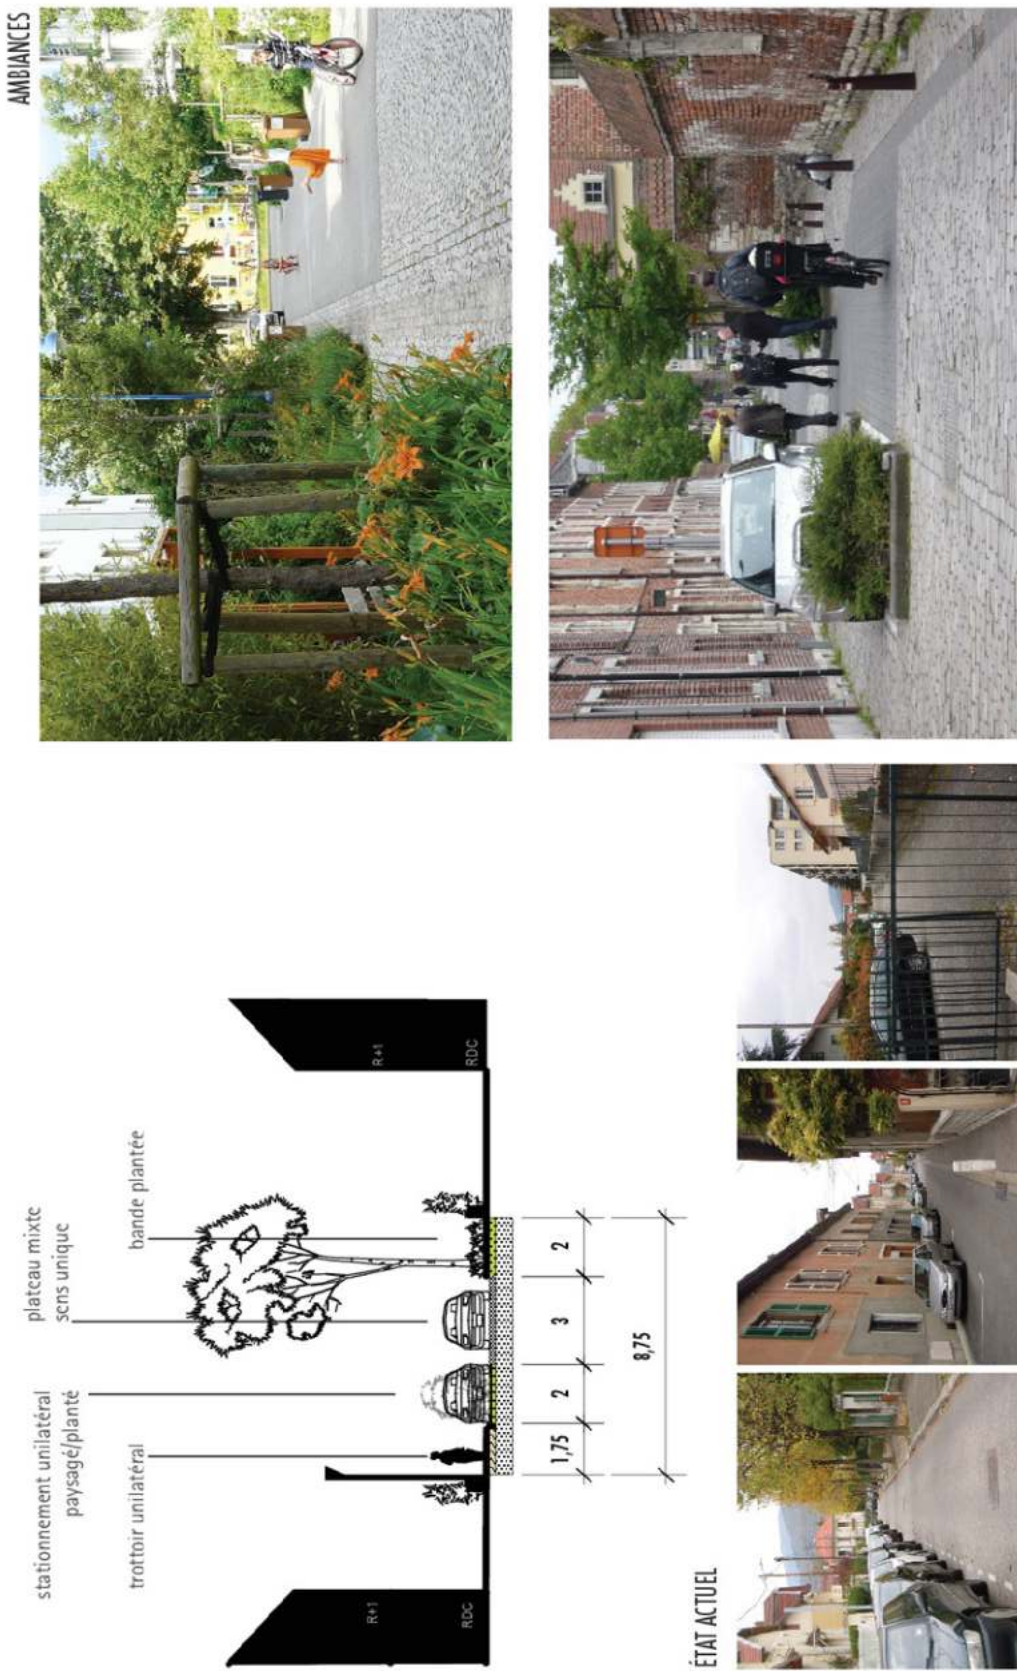 AMBIANCES
stationnement unilatéral
paysagé/planté
plateau mixte
sens unique
trottoir unilatéral
bande plantée
R+1
RDC
R+1
RDC
1,75
2
3
2
8,75
ÉTAT ACTUEL